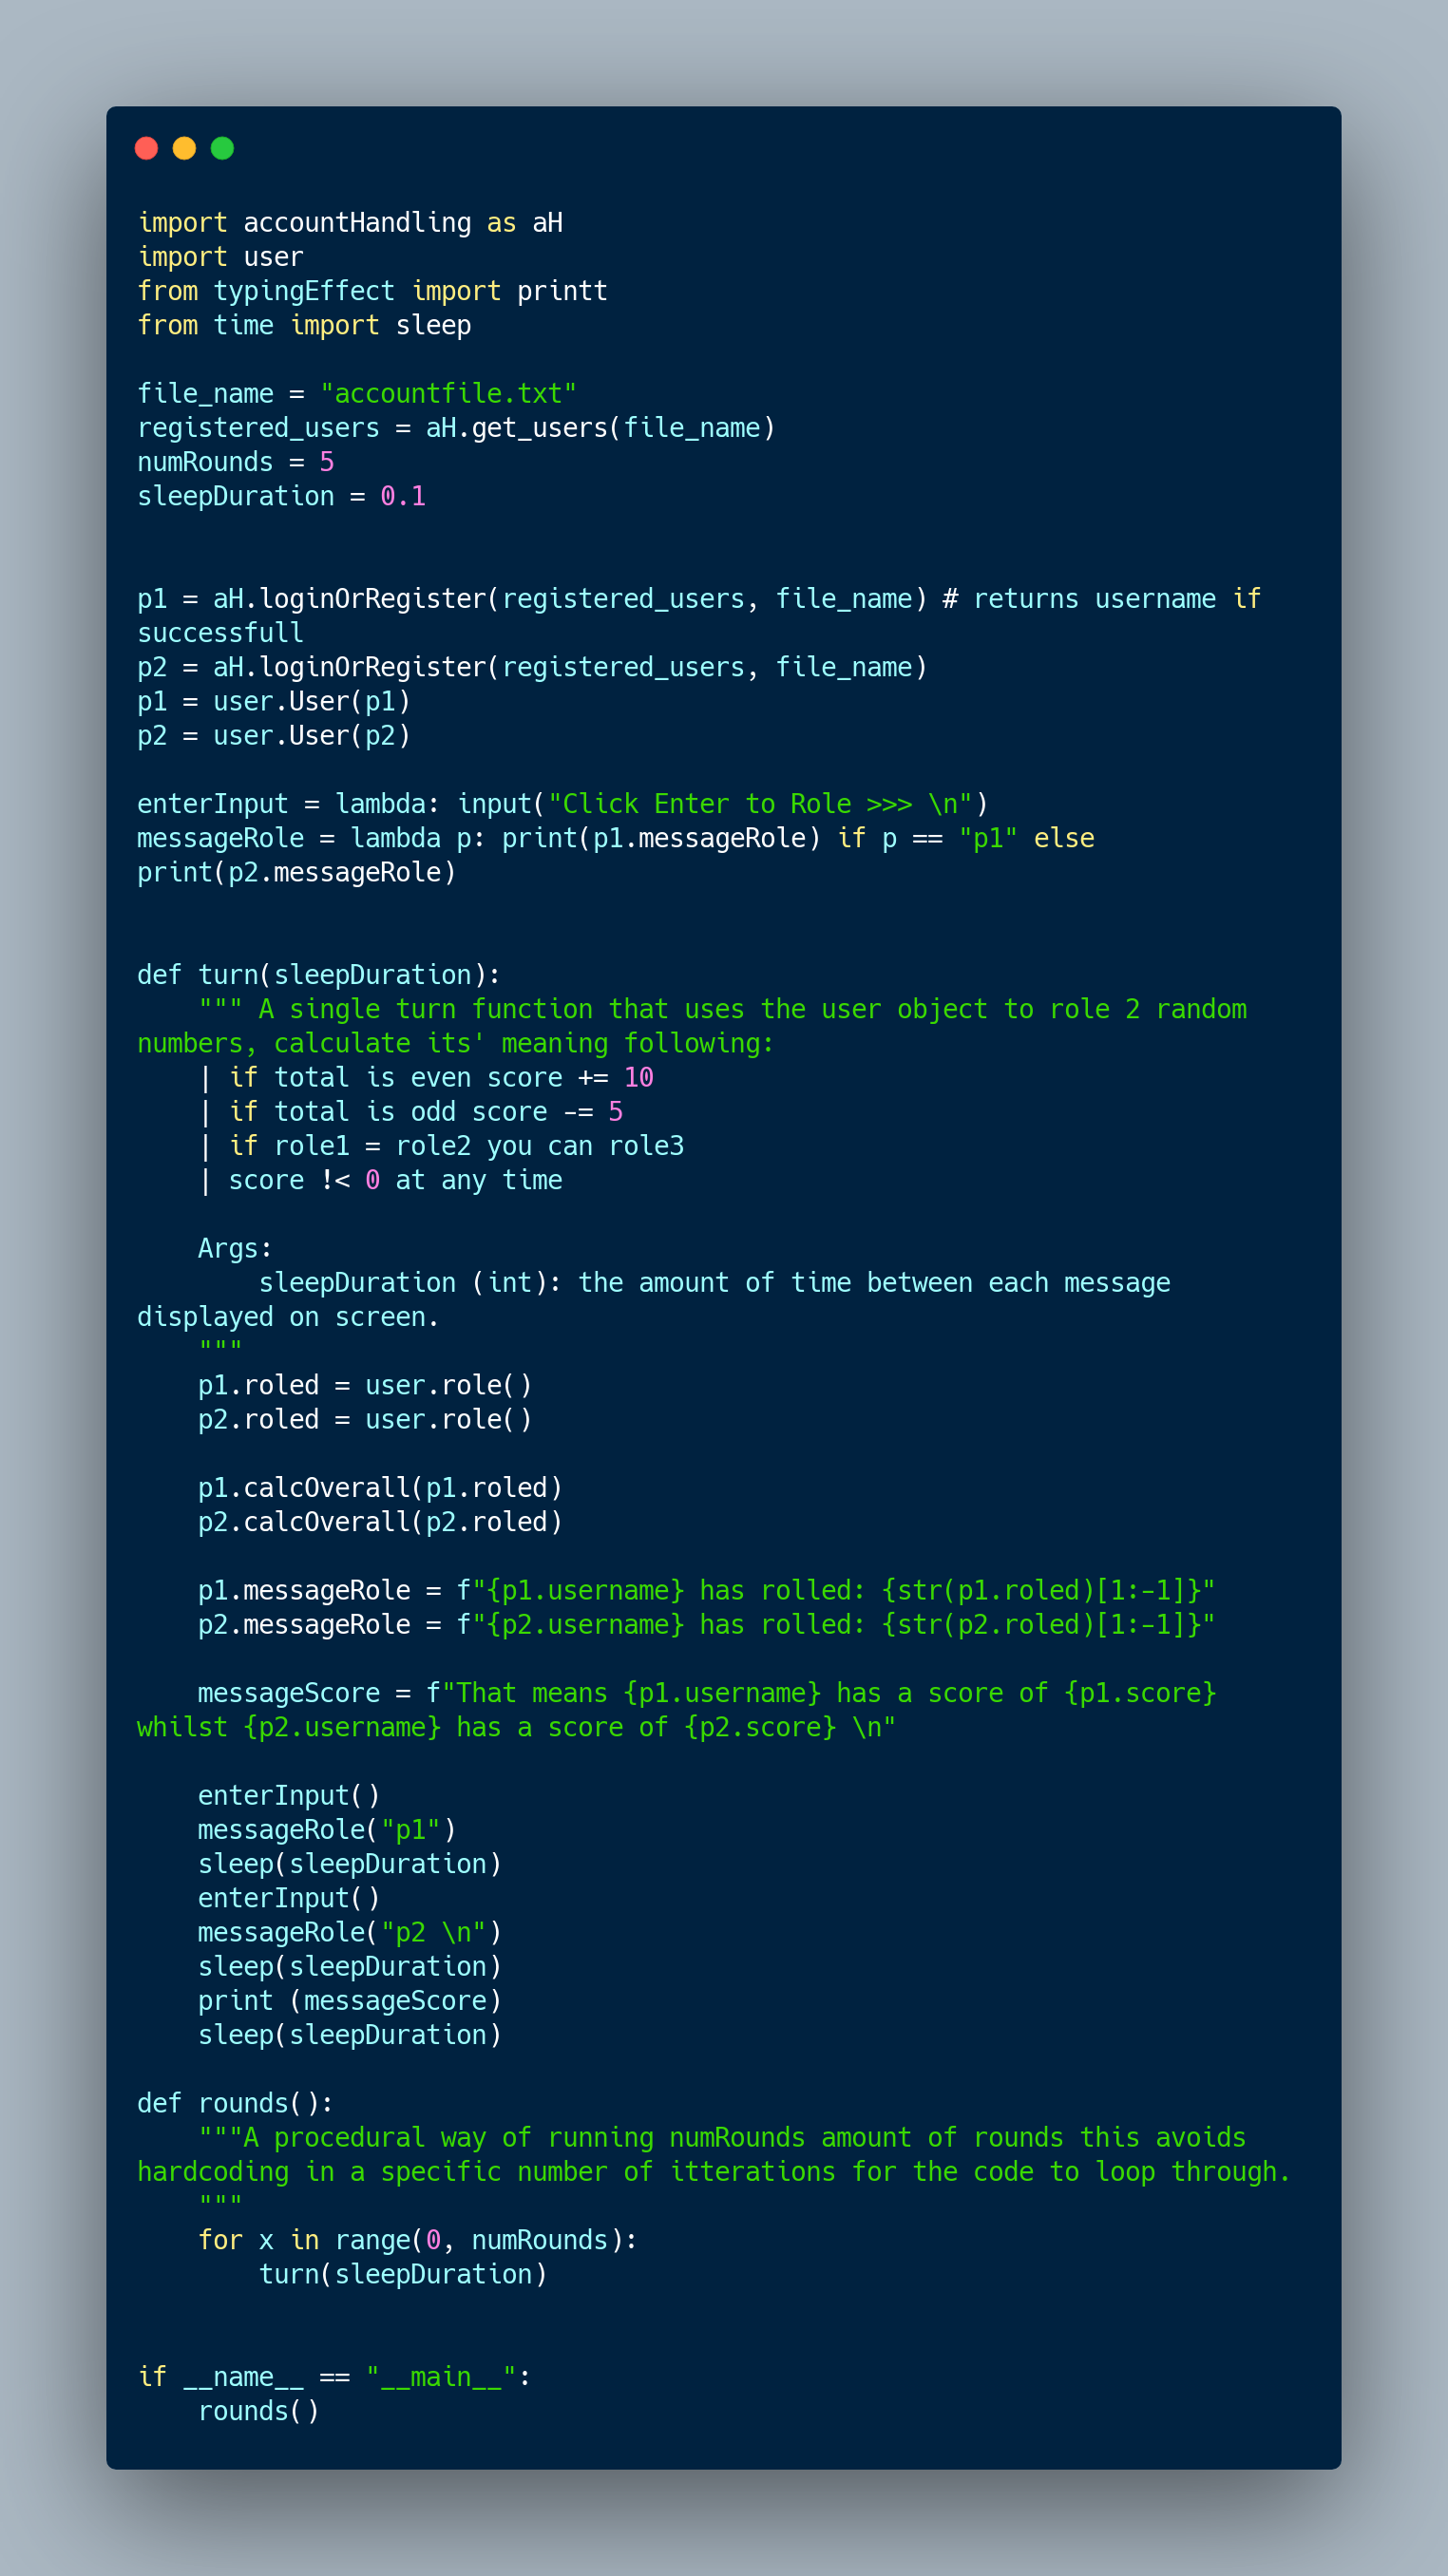 import accountHandling as aH
import user
from typingEffect import printt
from time import sleep

file_name = "accountfile.txt"
registered_users = aH.get_users(file_name)
numRounds = 5
sleepDuration = 0.1


p1 = aH.loginOrRegister(registered_users, file_name) # returns username if
successfull
p2 = aH.loginOrRegister(registered_users, file_name)
p1 = user.User(p1)
p2 = user.User(p2)

enterInput = lambda: input("Click Enter to Role >>> \n")
messageRole = lambda p: print(p1.messageRole) if p == "p1" else
print(p2.messageRole)


def turn(sleepDuration):
    """ A single turn function that uses the user object to role 2 random
numbers, calculate its' meaning following:
    | if total is even score += 10
    | if total is odd score -= 5
    | if role1 = role2 you can role3
    | score !< 0 at any time

    Args:
        sleepDuration (int): the amount of time between each message
displayed on screen.
    """
    p1.roled = user.role()
    p2.roled = user.role()

    p1.calcOverall(p1.roled)
    p2.calcOverall(p2.roled)

    p1.messageRole = f"{p1.username} has rolled: {str(p1.roled)[1:-1]}"
    p2.messageRole = f"{p2.username} has rolled: {str(p2.roled)[1:-1]}"

    messageScore = f"That means {p1.username} has a score of {p1.score}
whilst {p2.username} has a score of {p2.score} \n"

    enterInput()
    messageRole("p1")
    sleep(sleepDuration)
    enterInput()
    messageRole("p2 \n")
    sleep(sleepDuration)
    print (messageScore)
    sleep(sleepDuration)

def rounds():
    """A procedural way of running numRounds amount of rounds this avoids
hardcoding in a specific number of itterations for the code to loop through.
    """
    for x in range(0, numRounds):
        turn(sleepDuration)


if __name__ == "__main__":
    rounds()